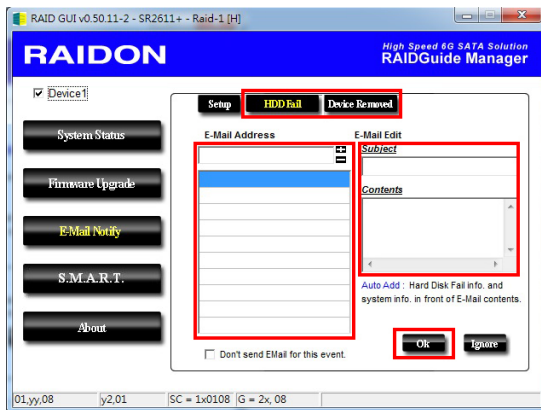 RAID GUI v0.50.11-2 - SR2611+ - Raid-1 [H]
RAIDON
High Speed 6G SATA Solution
RAIDGuide Manager
Device1
Setup HDD Fail Device Removed
System Status
Firmware Upgrade
E-Mail Notify
S.M.A.R.T.
About
E-Mail Address
E-Mail Edit
Subject
Contents
Auto Add : Hard Disk Fail info. and
system info. in front of E-Mail contents.
Don't send EMail for this event.
Ok Ignore
01,yy,08 y2,01 SC = 1x0108 G = 2x, 08